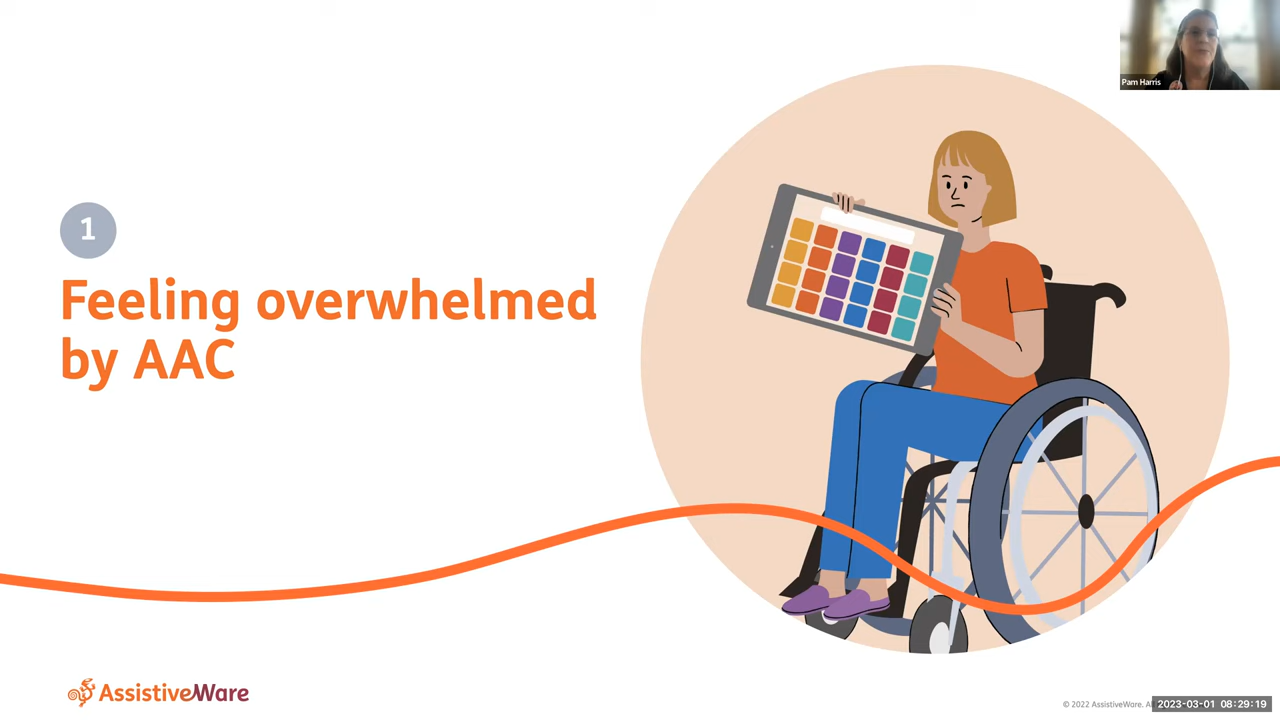 Pam Harris
1
Feeling overwhelmed
by AAC
AssistiveWare
© 2022 AssistiveWare.
2023-03-01 08:29:19